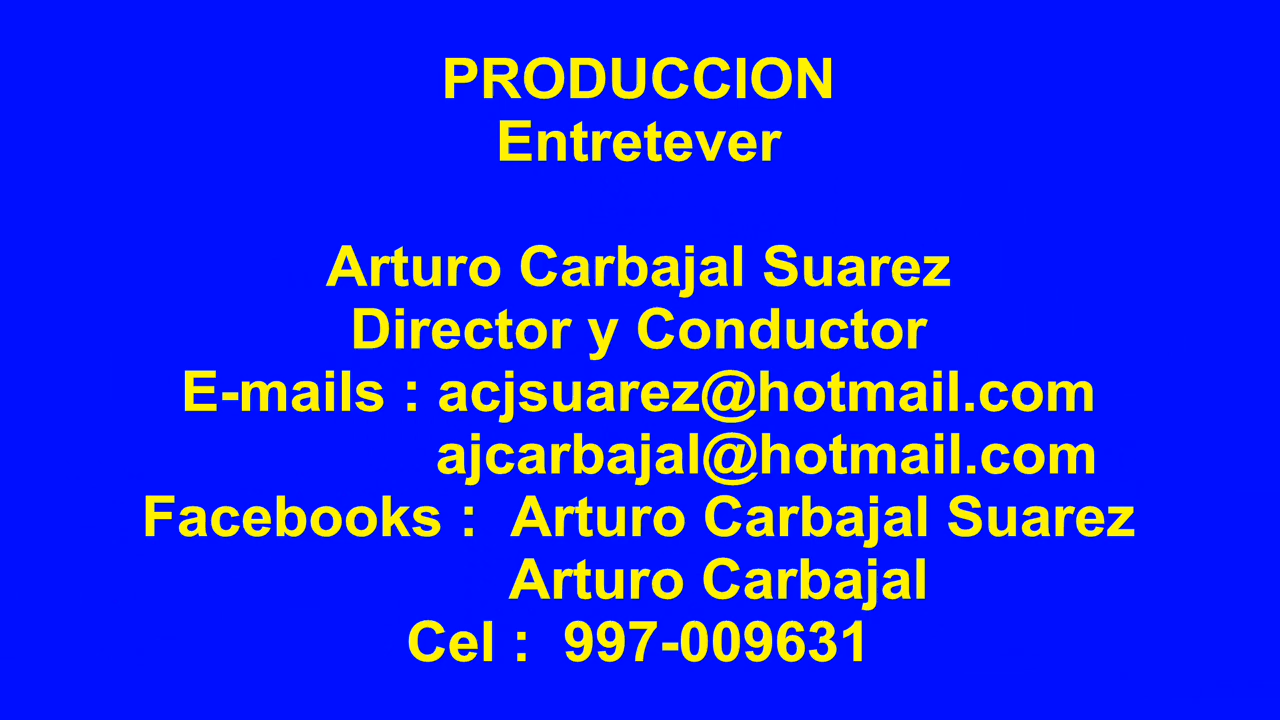 PRODUCCION
Entretever
Arturo Carbajal Suarez
Director y Conductor
E-mails : acjsuarez@hotmail.com
ajcarbajal@hotmail.com
Facebooks : Arturo Carbajal Suarez
Arturo Carbajal
Cel : 997-009631